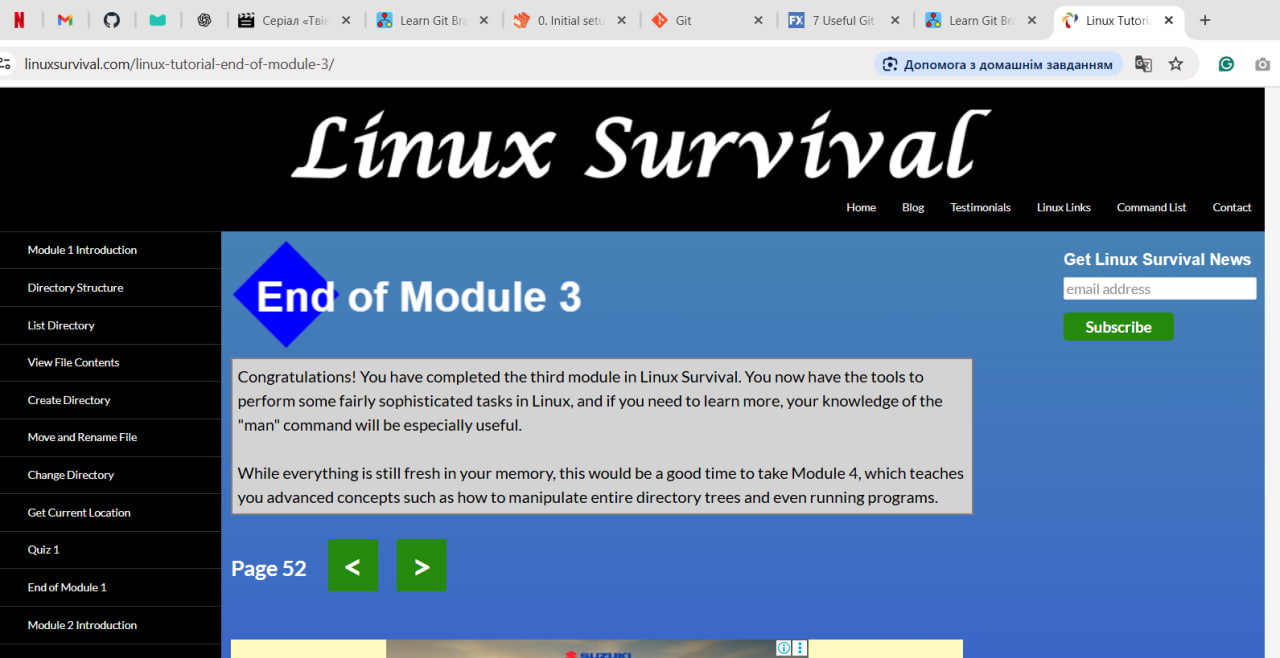 Серіал «Твін
Learn Git Bra
0. Initial setu
Git
7 Useful Git
Learn Git Bra
Linux Tutoria
linuxsurvival.com/linux-tutorial-end-of-module-3/
Допомога з домашнім завданням
Linux Survival
Home Blog Testimonials Linux Links Command List Contact
Module 1 Introduction
Directory Structure
List Directory
View File Contents
Create Directory
Move and Rename File
Change Directory
Get Current Location
Quiz 1
End of Module 1
Module 2 Introduction
End of Module 3
Congratulations! You have completed the third module in Linux Survival. You now have the tools to
perform some fairly sophisticated tasks in Linux, and if you need to learn more, your knowledge of the
"man" command will be especially useful.
While everything is still fresh in your memory, this would be a good time to take Module 4, which teaches
you advanced concepts such as how to manipulate entire directory trees and even running programs.
Page 52 < >
Get Linux Survival News
email address
Subscribe
SUZUKI